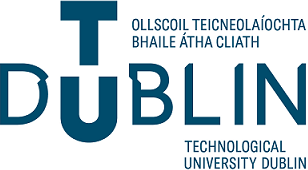 OLLSCOIL TEICNEOLAÍOCHTA
BHAILE ÁTHA CLIATH
TU
DUBLIN
TECHNOLOGICAL
UNIVERSITY DUBLIN